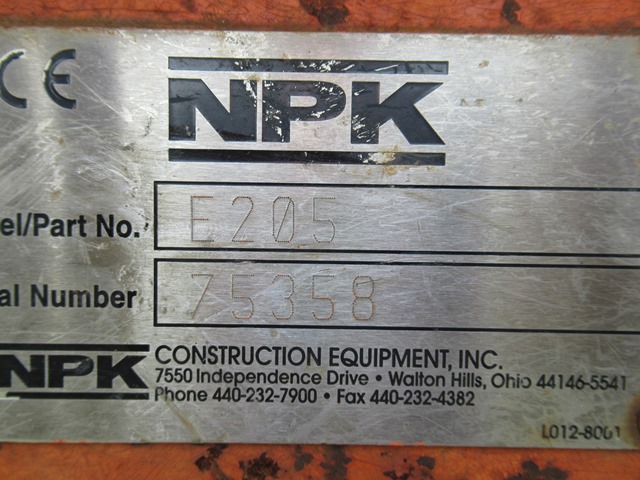 CE
NPK
el/Part No. E205
al Number 75358
NPK CONSTRUCTION EQUIPMENT, INC.
7550 Independence Drive • Walton Hills, Ohio 44146-5541
Phone 440-232-7900 • Fax 440-232-4382
L012-8001